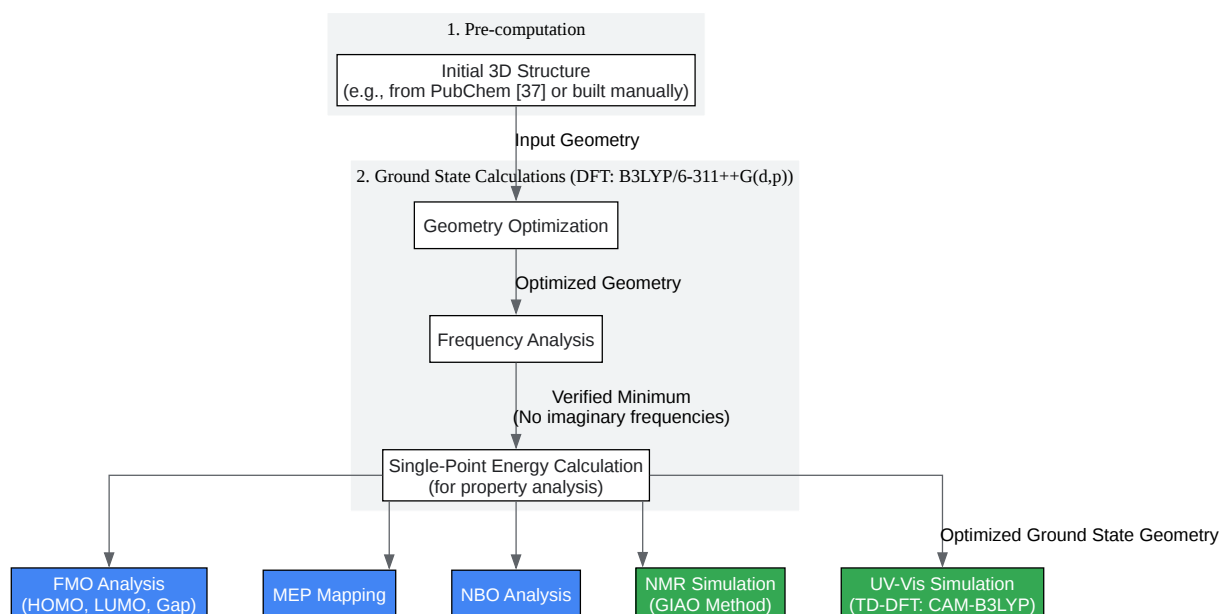 1. Pre-computation
Initial 3D Structure
(e.g., from PubChem [37] or built manually)
Input Geometry
2. Ground State Calculations (DFT: B3LYP/6-311++G(d,p))
Geometry Optimization
Optimized Geometry
Frequency Analysis
Verified Minimum
(No imaginary frequencies)
Single-Point Energy Calculation
(for property analysis)
Optimized Ground State Geometry
FMO Analysis
(HOMO, LUMO, Gap)
MEP Mapping
NBO Analysis
NMR Simulation
(GIAO Method)
UV-Vis Simulation
(TD-DFT: CAM-B3LYP)